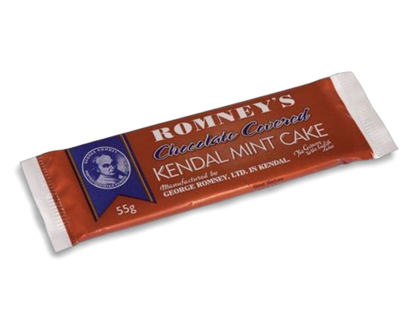 ROMNEY'S
Chocolate Covered
KENDAL MINT CAKE
Manufactured by
GEORGE ROMNEY, LTD. IN KENDAL.
55g